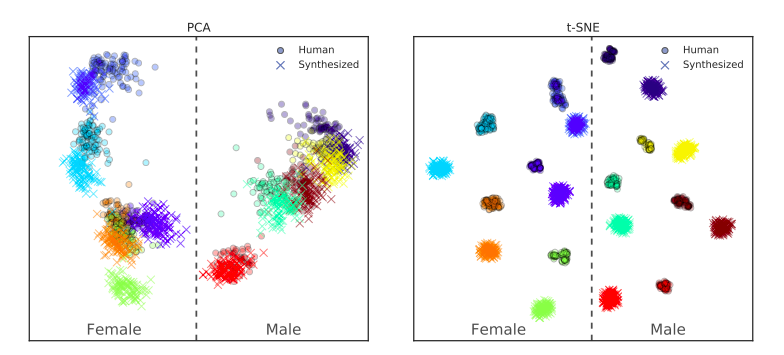 PCA
Human
Synthesized
Female
Male
t-SNE
Human
Synthesized
Female
Male